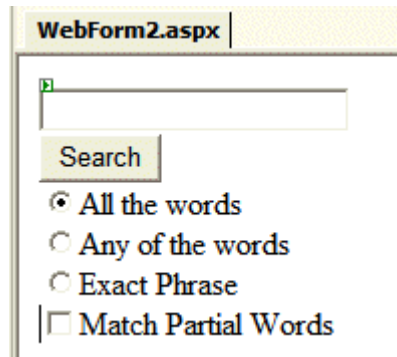 WebForm2.aspx
Search
All the words
Any of the words
Exact Phrase
Match Partial Words